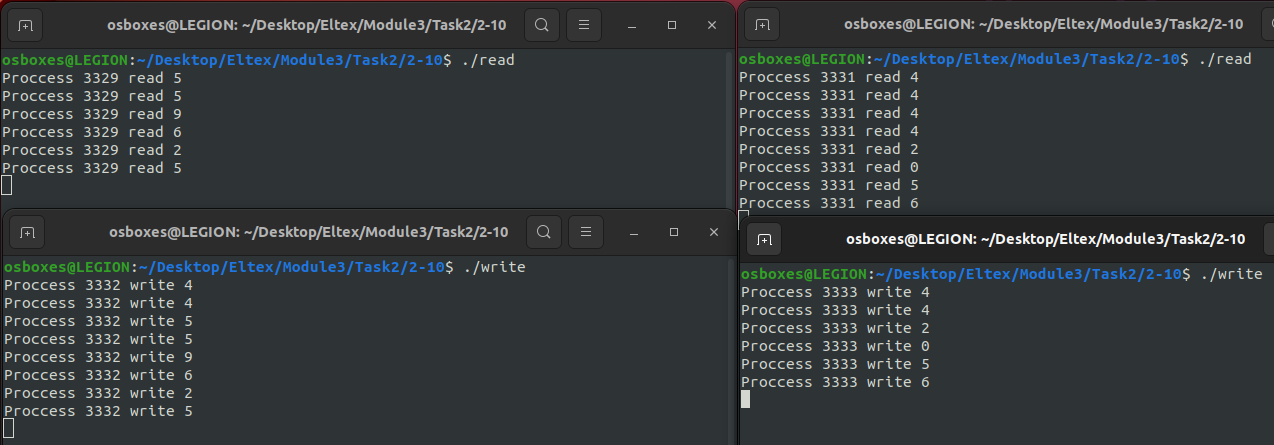 osboxes@LEGION: ~/Desktop/Eltex/Module3/Task2/2-10
osboxes@LEGION:~/Desktop/Eltex/Module3/Task2/2-10$ ./read
Proccess 3329 read 5
Proccess 3329 read 5
Proccess 3329 read 9
Proccess 3329 read 6
Proccess 3329 read 2
Proccess 3329 read 5
osboxes@LEGION: ~/Desktop/Eltex/Module3/Task2/2-10
osboxes@LEGION:~/Desktop/Eltex/Module3/Task2/2-10$ ./read
Proccess 3331 read 4
Proccess 3331 read 4
Proccess 3331 read 4
Proccess 3331 read 4
Proccess 3331 read 2
Proccess 3331 read 0
Proccess 3331 read 5
Proccess 3331 read 6
osboxes@LEGION: ~/Desktop/Eltex/Module3/Task2/2-10
osboxes@LEGION:~/Desktop/Eltex/Module3/Task2/2-10$ ./write
Proccess 3332 write 4
Proccess 3332 write 4
Proccess 3332 write 5
Proccess 3332 write 5
Proccess 3332 write 9
Proccess 3332 write 6
Proccess 3332 write 2
Proccess 3332 write 5
osboxes@LEGION: ~/Desktop/Eltex/Module3/Task2/2-10
osboxes@LEGION:~/Desktop/Eltex/Module3/Task2/2-10$ ./write
Proccess 3333 write 4
Proccess 3333 write 4
Proccess 3333 write 2
Proccess 3333 write 0
Proccess 3333 write 5
Proccess 3333 write 6